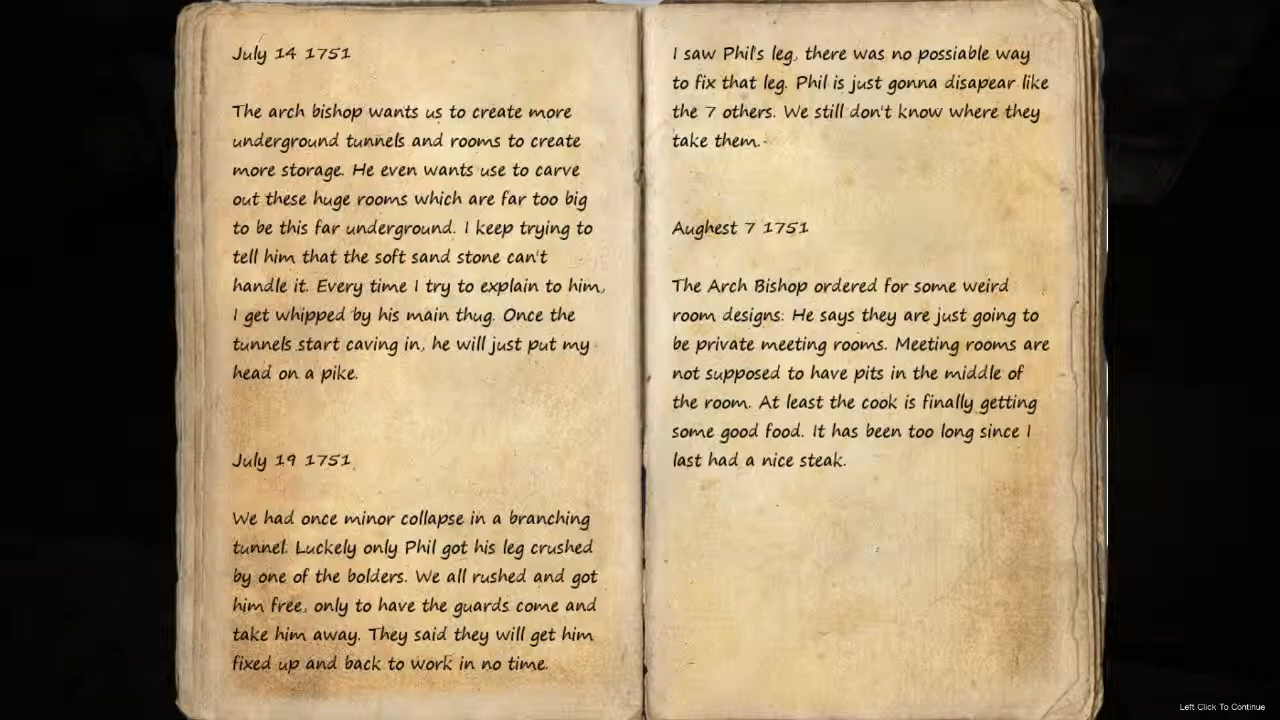 July 14 1751
The arch bishop wants us to create more
underground tunnels and rooms to create
more storage. He even wants use to carve
out these huge rooms which are far too big
to be this far underground. I keep trying to
tell him that the soft sand stone can't
handle it. Every time I try to explain to him,
I get whipped by his main thug. Once the
tunnels start caving in, he will just put my
head on a pike.
July 19 1751
We had once minor collapse in a branching
tunnel. Luckely only Phil got his leg crushed
by one of the bolders. We all rushed and got
him free, only to have the guards come and
take him away. They said they will get him
fixed up and back to work in no time.
I saw Phil's leg, there was no possiable way
to fix that leg. Phil is just gonna disapear like
the 7 others. We still don't know where they
take them.
Aughest 7 1751
The Arch Bishop ordered for some weird
room designs. He says they are just going to
be private meeting rooms. Meeting rooms are
not supposed to have pits in the middle of
the room. At least the cook is finally getting
some good food. It has been too long since I
last had a nice steak.
Left Click To Continue